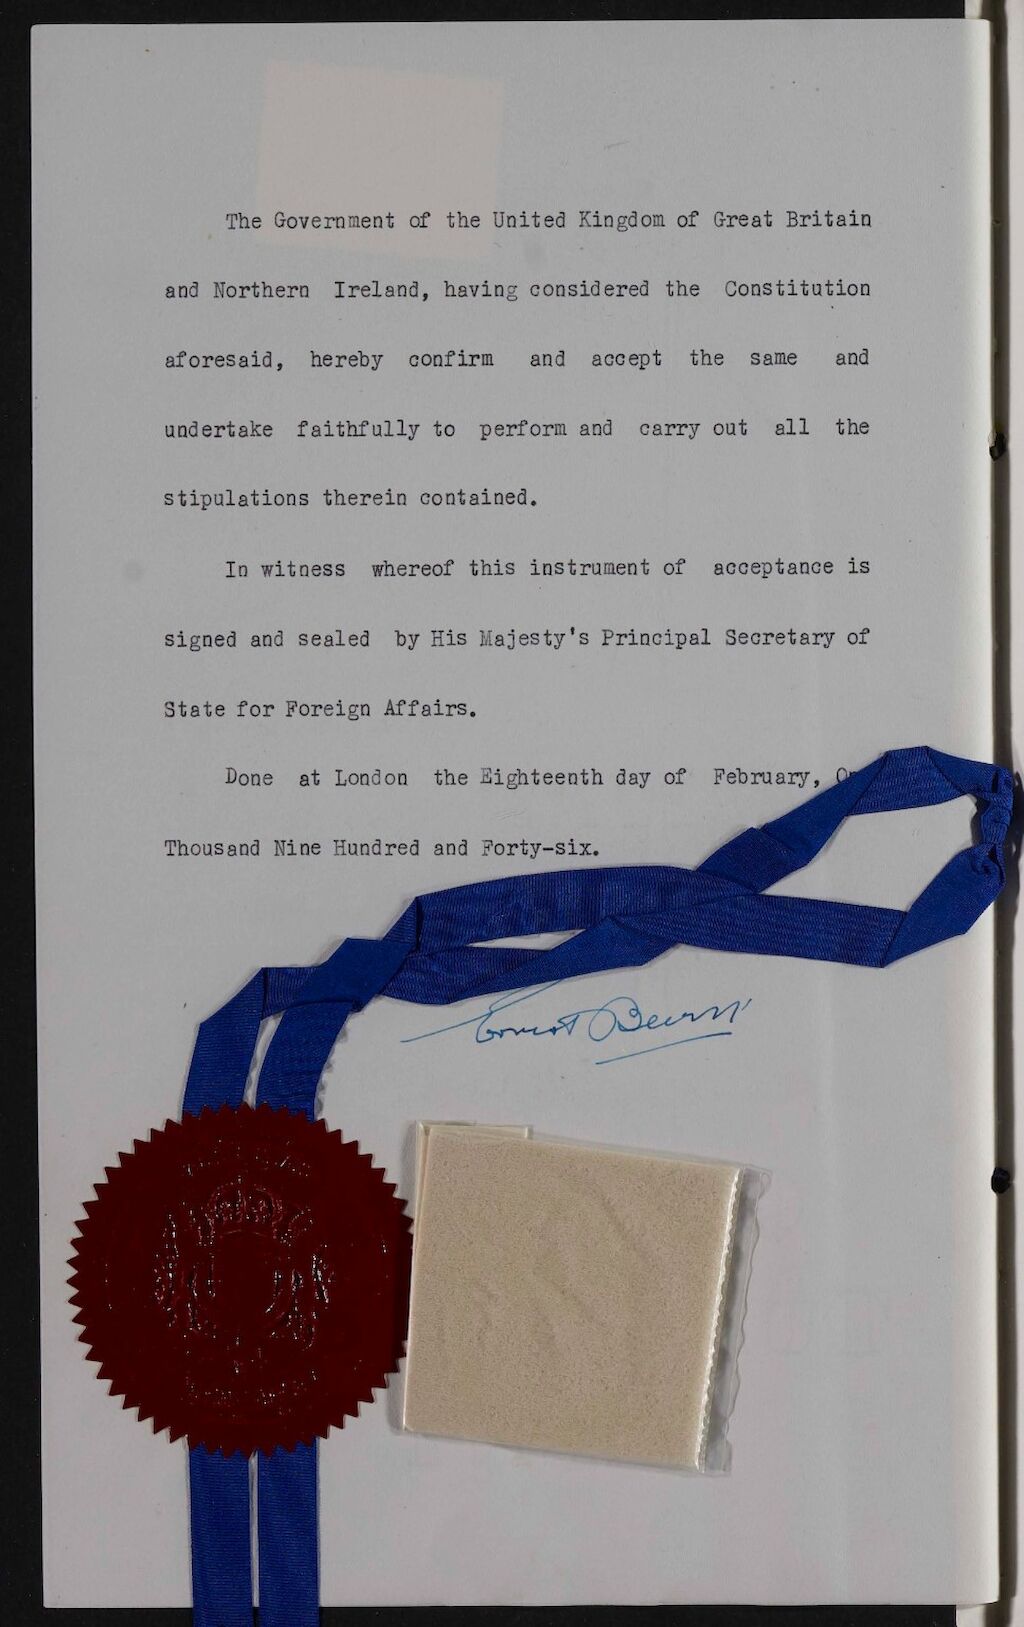 The Government of the United Kingdom of Great Britain
and Northern Ireland, having considered the Constitution
aforesaid, hereby confirm and accept the same and
undertake faithfully to perform and carry out all the
stipulations therein contained.
In witness whereof this instrument of acceptance is
signed and sealed by His Majesty's Principal Secretary of
State for Foreign Affairs.
Done at London the Eighteenth day of February,
Thousand Nine Hundred and Forty-six.
Ernest Bevin